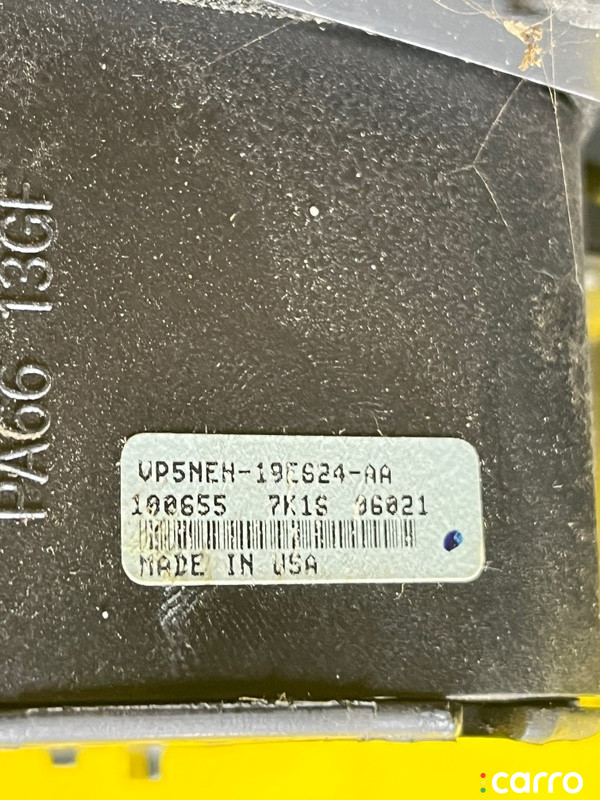 PA66 13GF
VP5NEH-19E624-AA
100655 7K1S 06021
MADE IN USA
carro